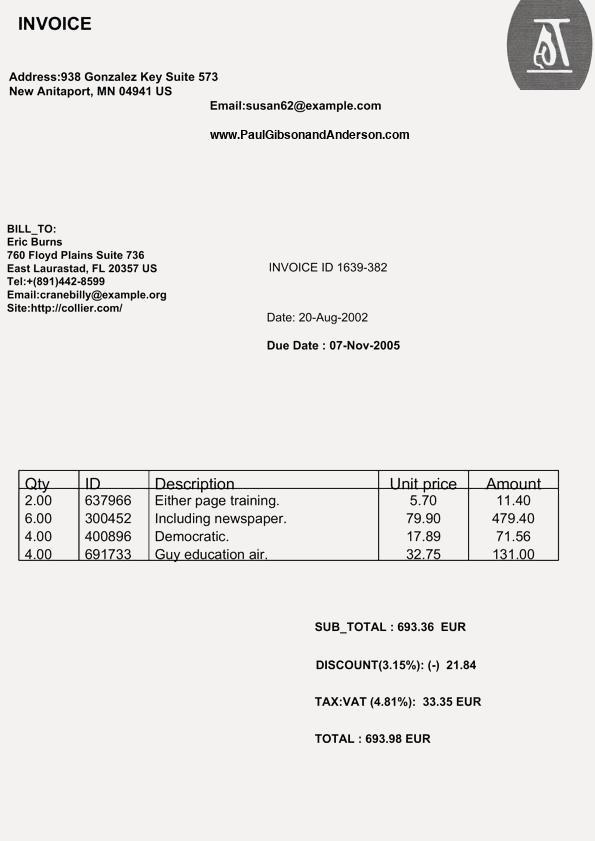 INVOICE
Address:938 Gonzalez Key Suite 573
New Anitaport, MN 04941 US
Email:susan62@example.com
www.PaulGibsonandAnderson.com
BILL_TO:
Eric Burns
760 Floyd Plains Suite 736
East Laurastad, FL 20357 US
Tel:+(891)442-8599
Email:cranebilly@example.org
Site:http://collier.com/
INVOICE ID 1639-382
Date: 20-Aug-2002
Due Date : 07-Nov-2005
Qty ID Description Unit price Amount
2.00 637966 Either page training. 5.70 11.40
6.00 300452 Including newspaper. 79.90 479.40
4.00 400896 Democratic. 17.89 71.56
4.00 691733 Guy education air. 32.75 131.00
SUB_TOTAL : 693.36 EUR
DISCOUNT(3.15%): (-) 21.84
TAX:VAT (4.81%): 33.35 EUR
TOTAL : 693.98 EUR